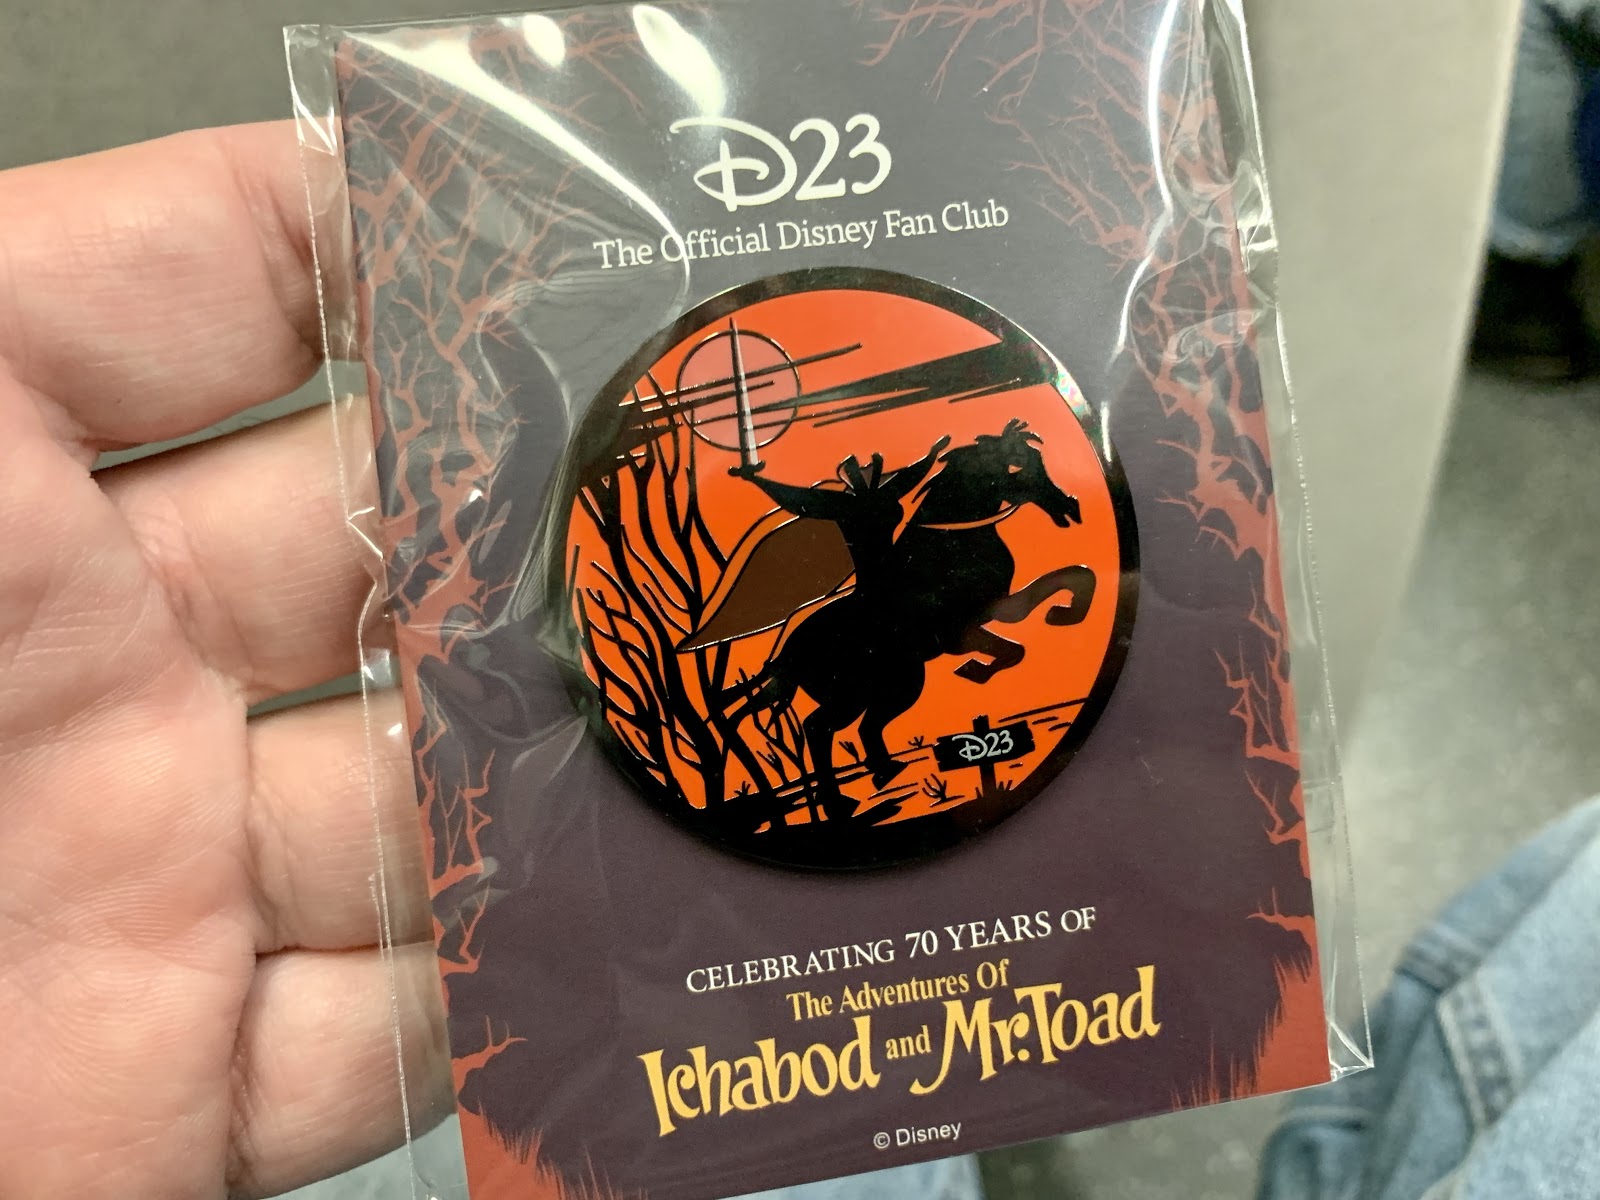 D23
The Official Disney Fan Club
D23
CELEBRATING 70 YEARS OF
The Adventures Of
Ichabod and Mr. Toad
© Disney